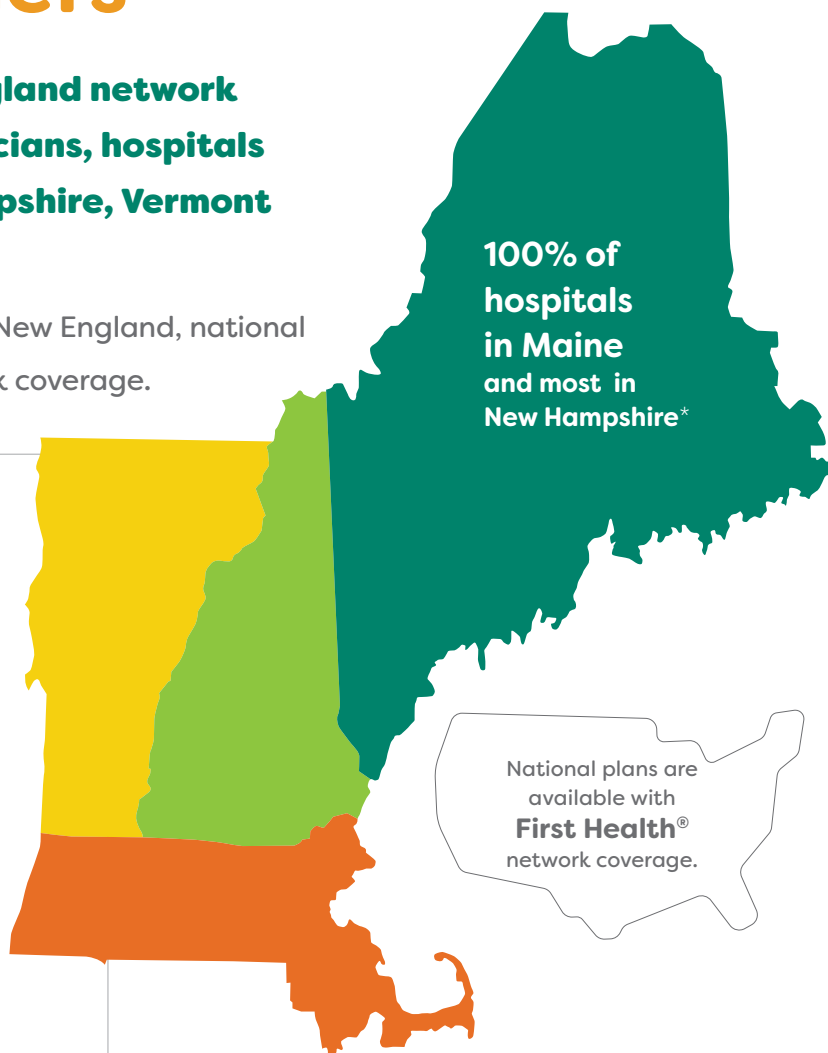 ers
gland network
cians, hospitals
pshire, Vermont
New England, national
k coverage.
100% of
hospitals
in Maine
and most in
New Hampshire*
National plans are
available with
First Health®
network coverage.